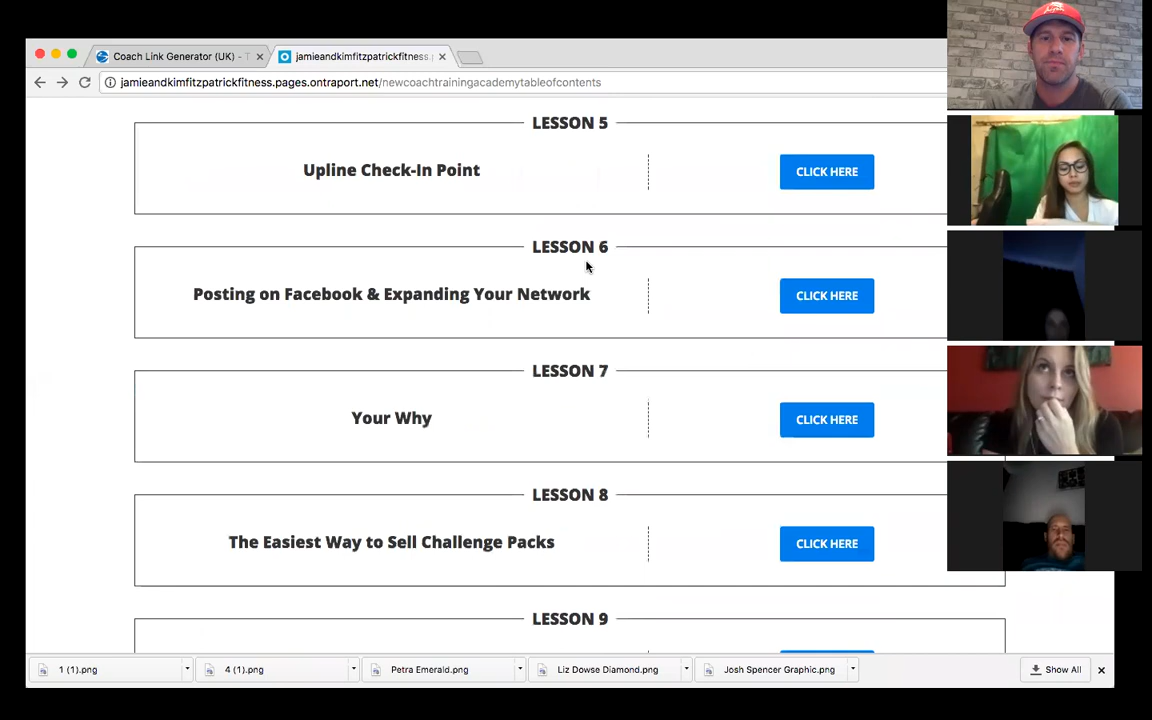 Coach Link Generator (UK) - T
jamieandkimfitzpatrickfitness.
jamieandkimfitzpatrickfitness.pages.ontraport.net/newcoachtrainingacademytableofcontents
LESSON 5
Upline Check-In Point
CLICK HERE
LESSON 6
Posting on Facebook & Expanding Your Network
CLICK HERE
LESSON 7
Your Why
CLICK HERE
LESSON 8
The Easiest Way to Sell Challenge Packs
CLICK HERE
LESSON 9
1 (1).png
4 (1).png
Petra Emerald.png
Liz Dowse Diamond.png
Josh Spencer Graphic.png
Show All